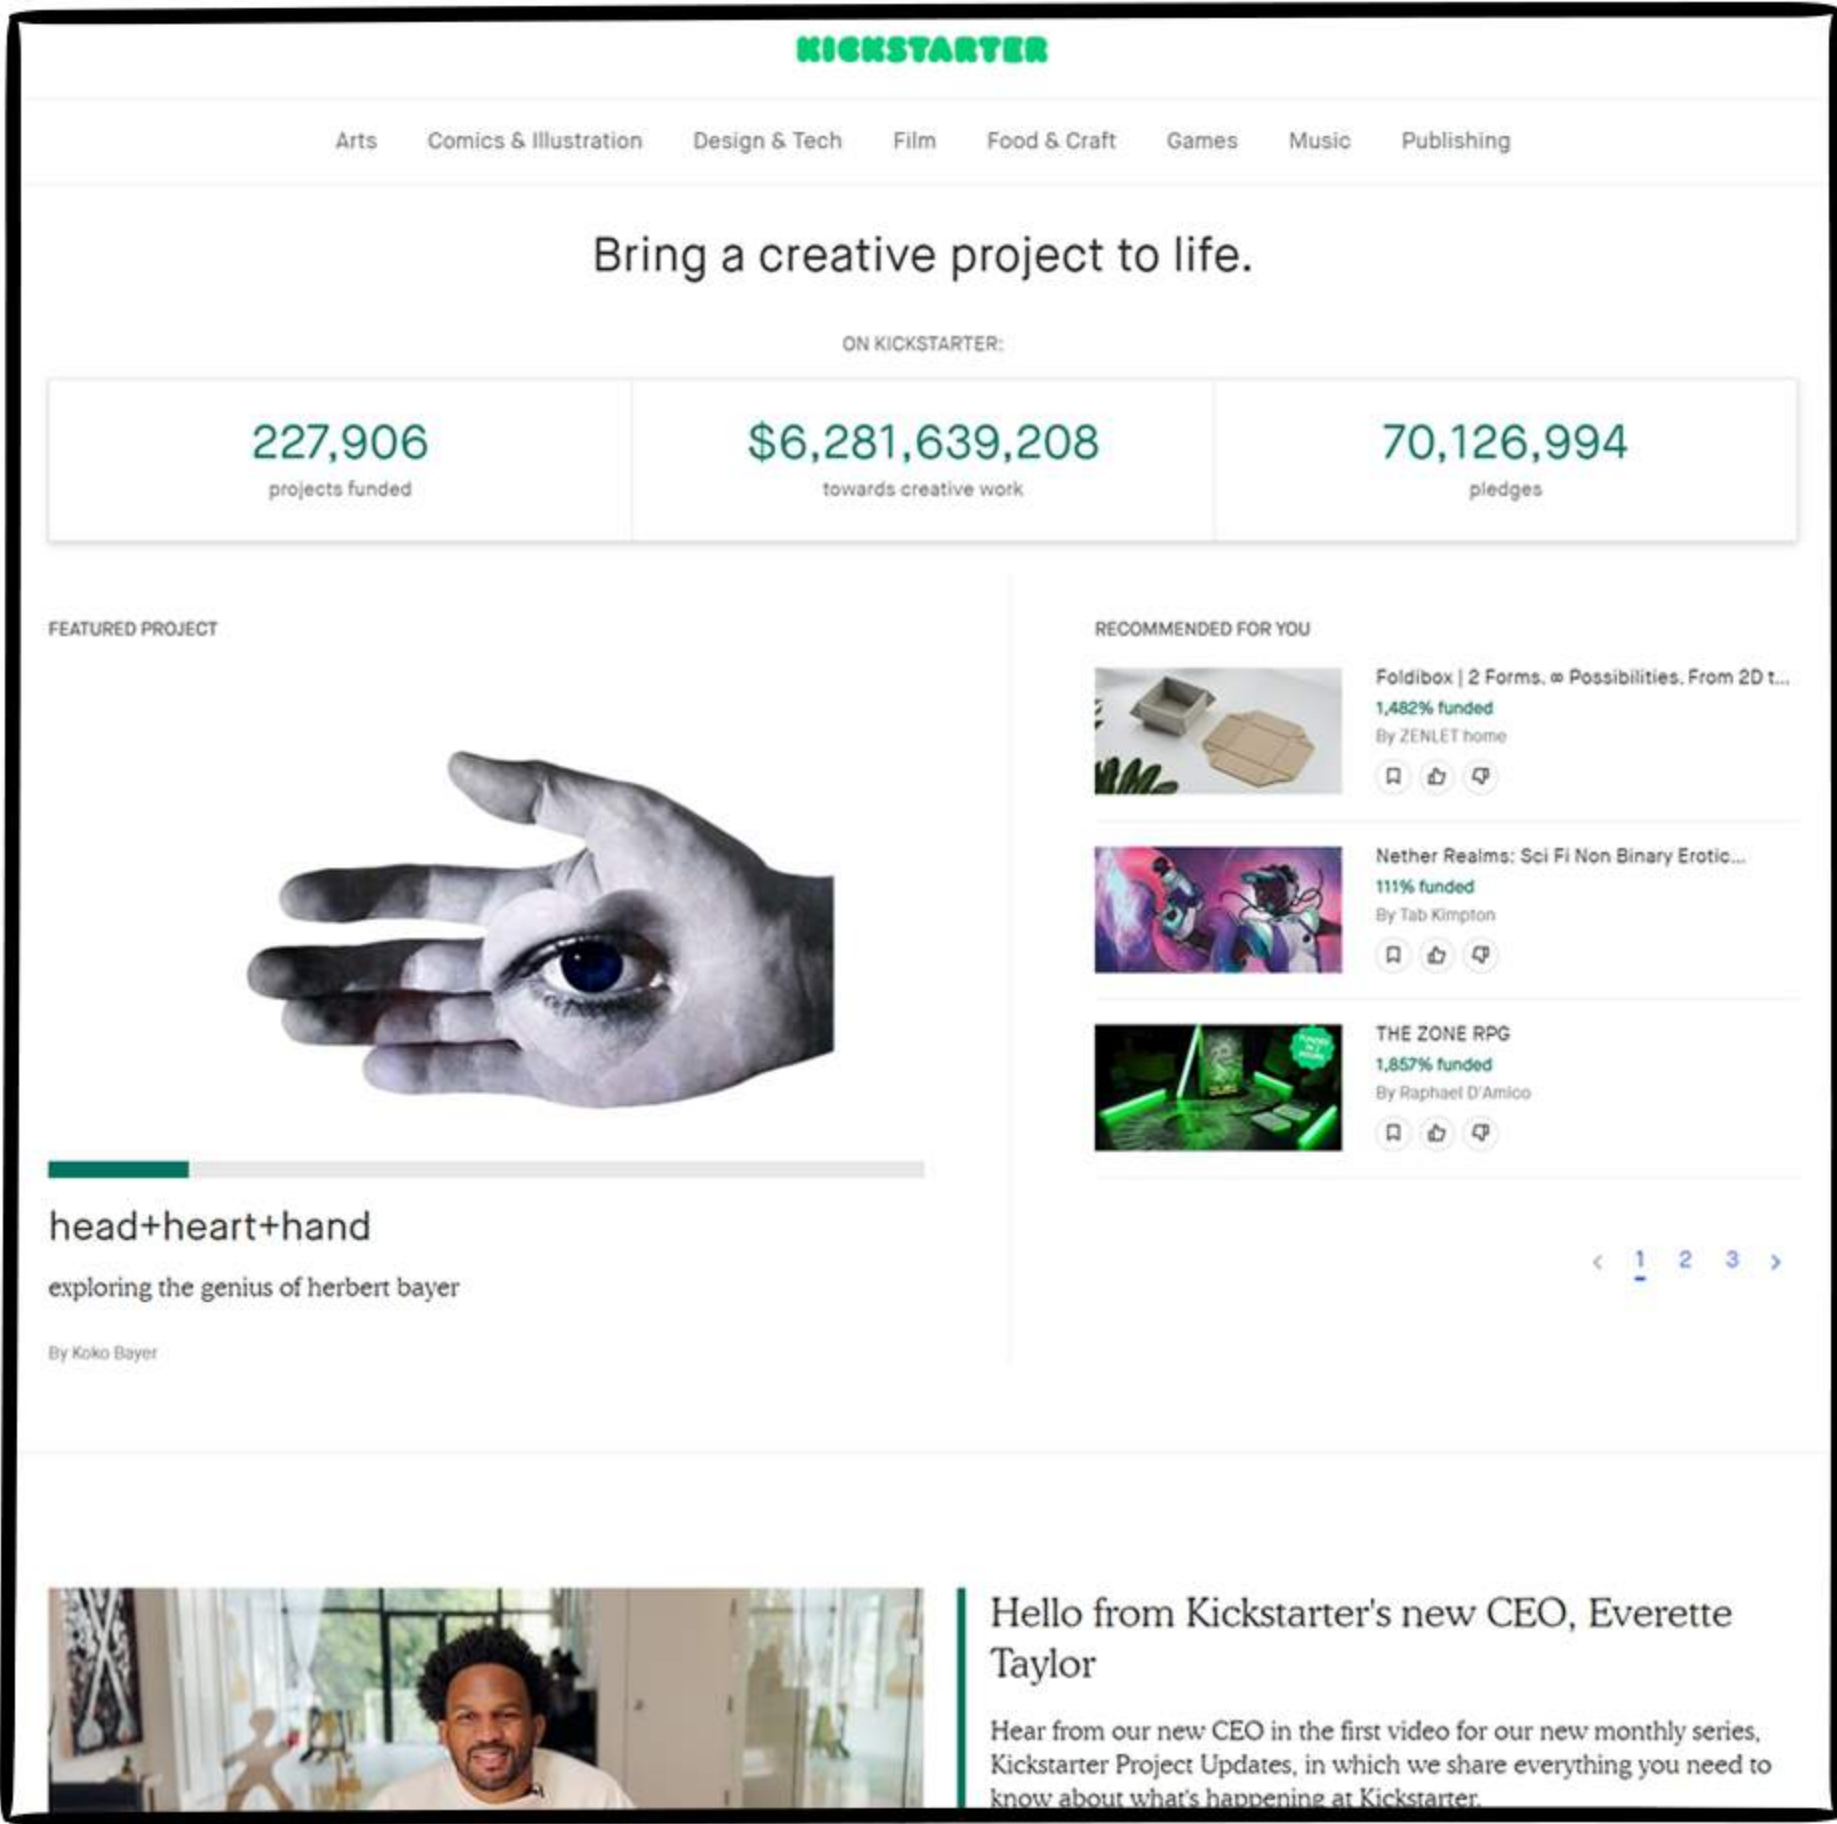 KICKSTARTER
Arts Comics & Illustration Design & Tech Film Food & Craft Games Music Publishing
Bring a creative project to life.
ON KICKSTARTER:
227,906
projects funded
$6,281,639,208
towards creative work
70,126,994
pledges
FEATURED PROJECT
head+heart+hand
exploring the genius of herbert bayer
By Koko Bayer
RECOMMENDED FOR YOU
Foldibox | 2 Forms. ∞ Possibilities. From 2D t...
1,482% funded
By ZENLET home
Nether Realms: Sci Fi Non Binary Erotic...
111% funded
By Tab Kimpton
THE ZONE RPG
1,857% funded
By Raphael D'Amico
< 1 2 3 >
Hello from Kickstarter's new CEO, Everette
Taylor
Hear from our new CEO in the first video for our new monthly series,
Kickstarter Project Updates, in which we share everything you need to
know about what's happening at Kickstarter.